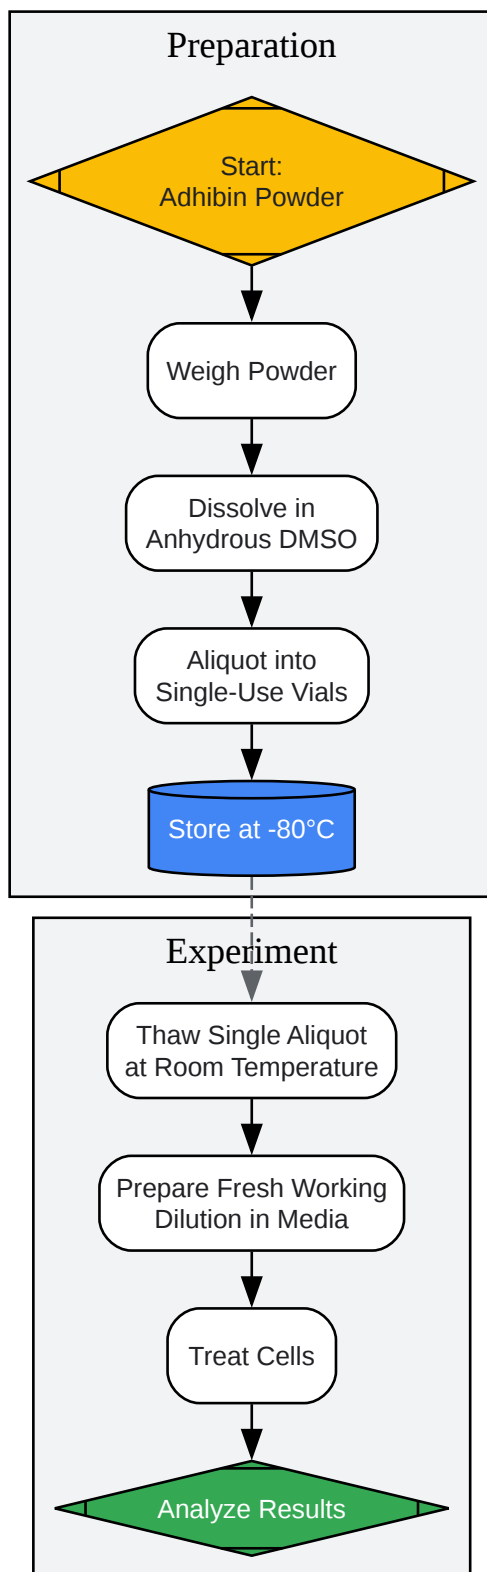 Preparation
Start:
Adhibin Powder
Weigh Powder
Dissolve in
Anhydrous DMSO
Aliquot into
Single-Use Vials
Store at -80°C
Experiment
Thaw Single Aliquot
at Room Temperature
Prepare Fresh Working
Dilution in Media
Treat Cells
Analyze Results